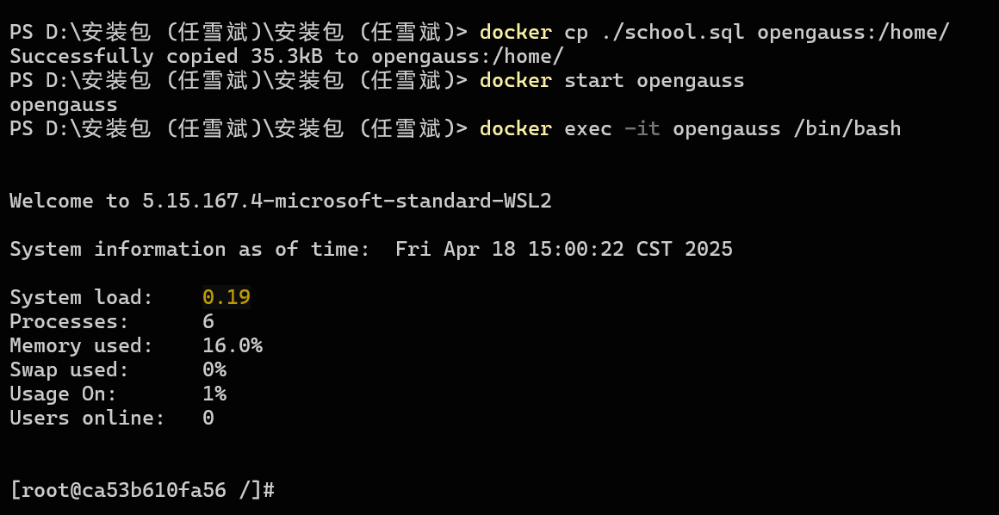 PS D:\安装包 (任雪斌)\安装包 (任雪斌)> docker cp ./school.sql opengauss:/home/
Successfully copied 35.3kB to opengauss:/home/
PS D:\安装包 (任雪斌)\安装包 (任雪斌)> docker start opengauss
opengauss
PS D:\安装包 (任雪斌)\安装包 (任雪斌)> docker exec -it opengauss /bin/bash
Welcome to 5.15.167.4-microsoft-standard-WSL2
System information as of time:  Fri Apr 18 15:00:22 CST 2025
System load:    0.19
Processes:      6
Memory used:    16.0%
Swap used:      0%
Usage On:       1%
Users online:   0
[root@ca53b610fa56 /]#